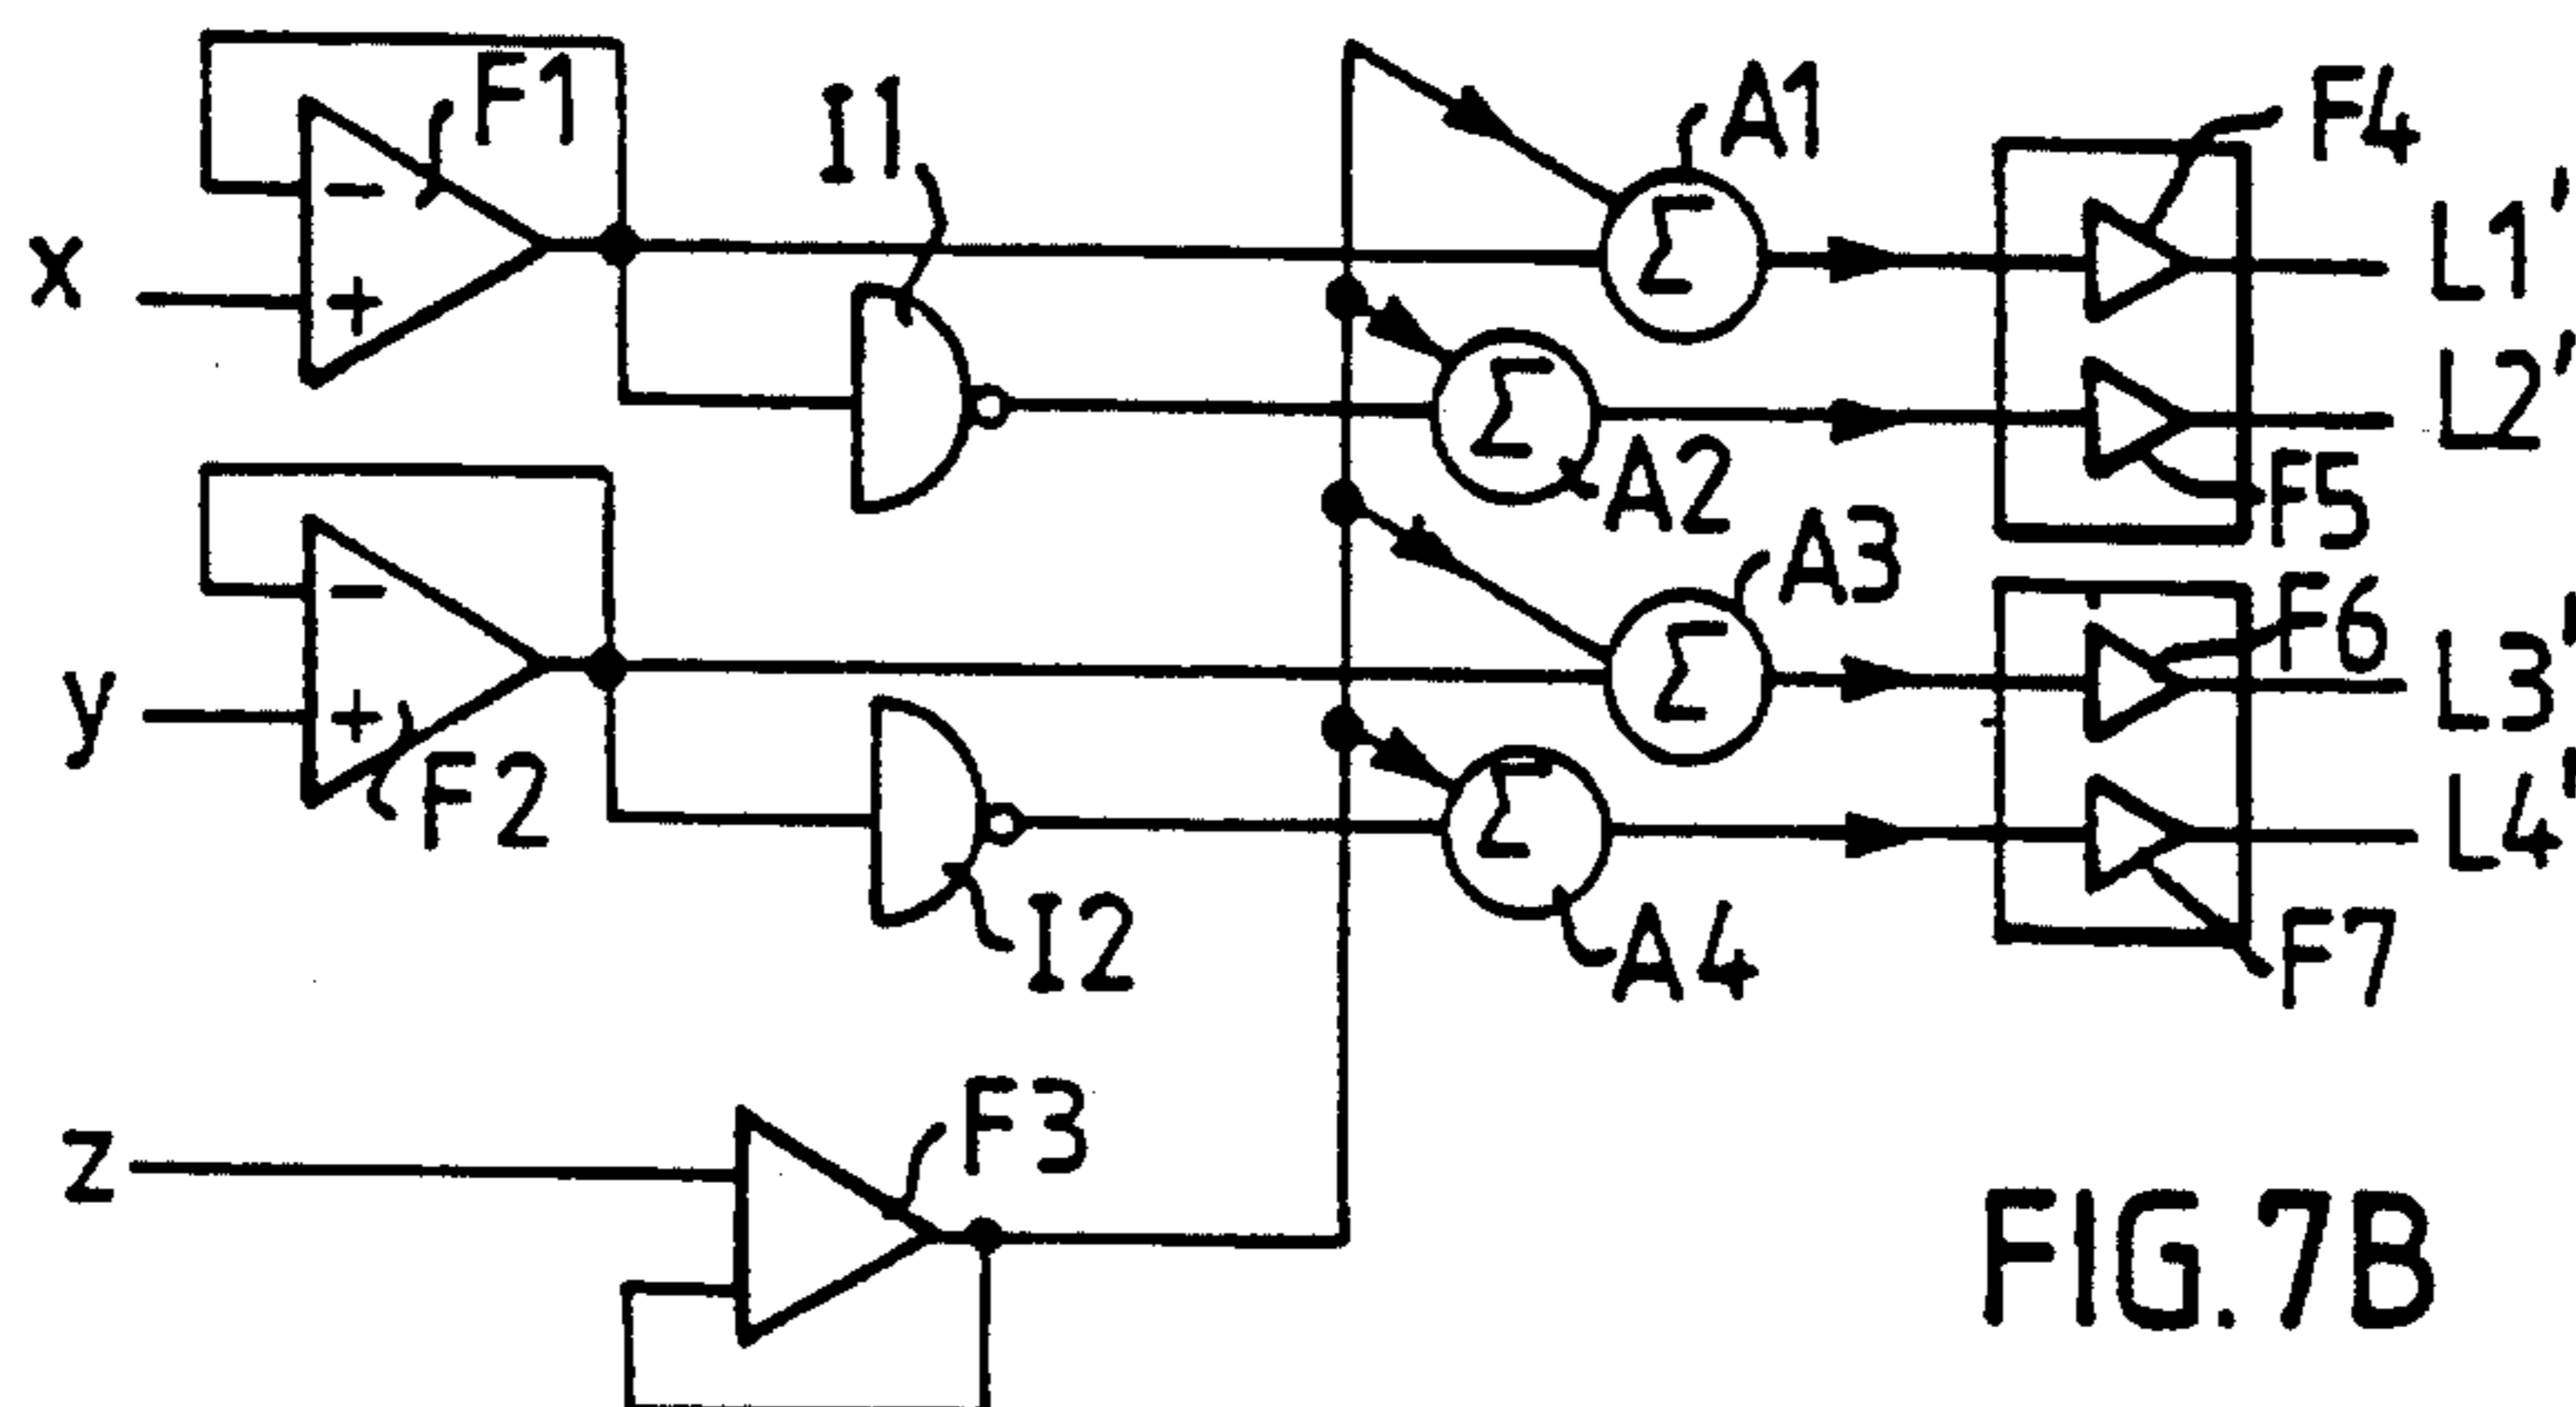 F1
I1
A1
F4
x
−
+
Σ
L1'
L2'
Σ
A2
F5
A3
F6
−
+
y
F2
Σ
L3'
Σ
L4'
I2
A4
F7
z
F3
FIG.7B